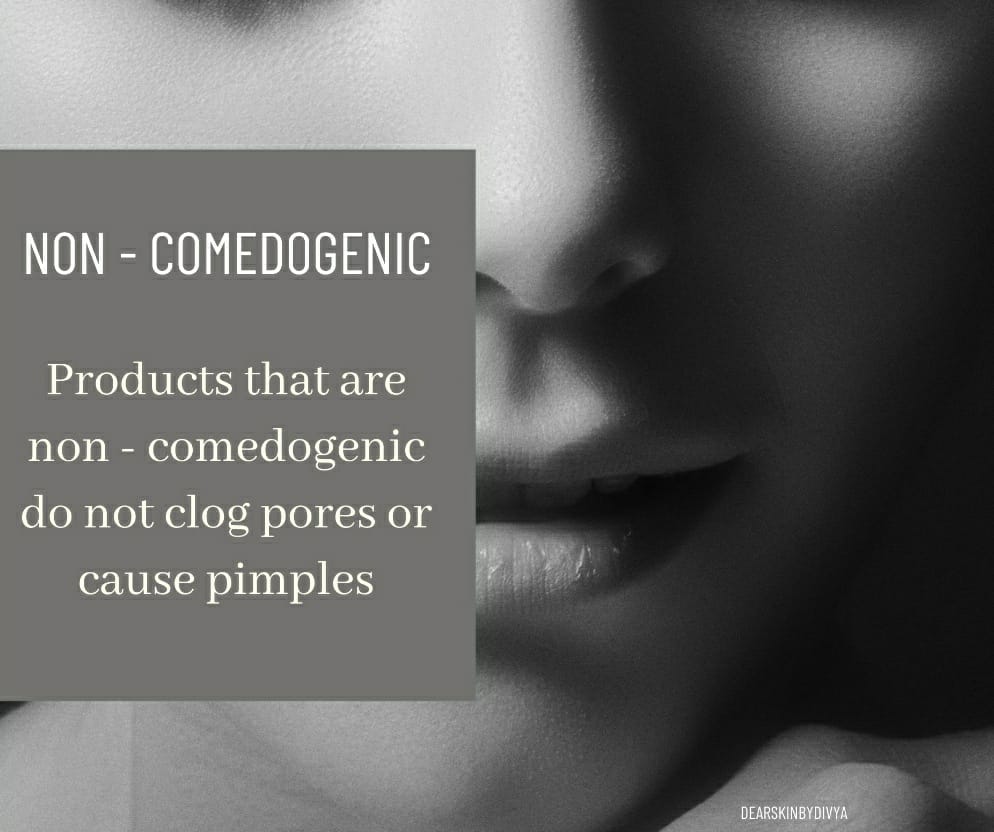 NON - COMEDOGENIC
Products that are
non - comedogenic
do not clog pores or
cause pimples
DEARSKINBYDIVYA